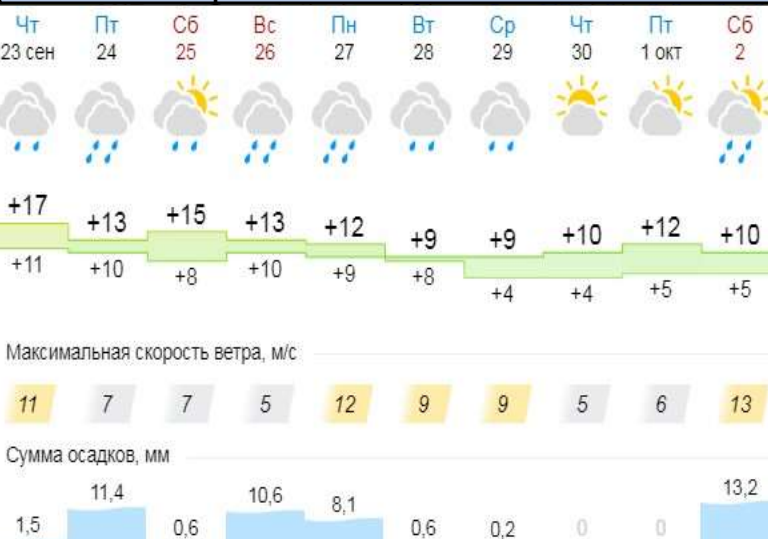 Чт Пт Сб Вс Пн Вт Ср Чт Пт Сб
23 сен 24 25 26 27 28 29 30 1 окт 2
+17 +13 +15 +13 +12 +9 +9 +10 +12 +10
+11 +10 +8 +10 +9 +8 +4 +4 +5 +5
Максимальная скорость ветра, м/с
11 7 7 5 12 9 9 5 6 13
Сумма осадков, мм
1,5 11,4 0,6 10,6 8,1 0,6 0,2 0 0 13,2